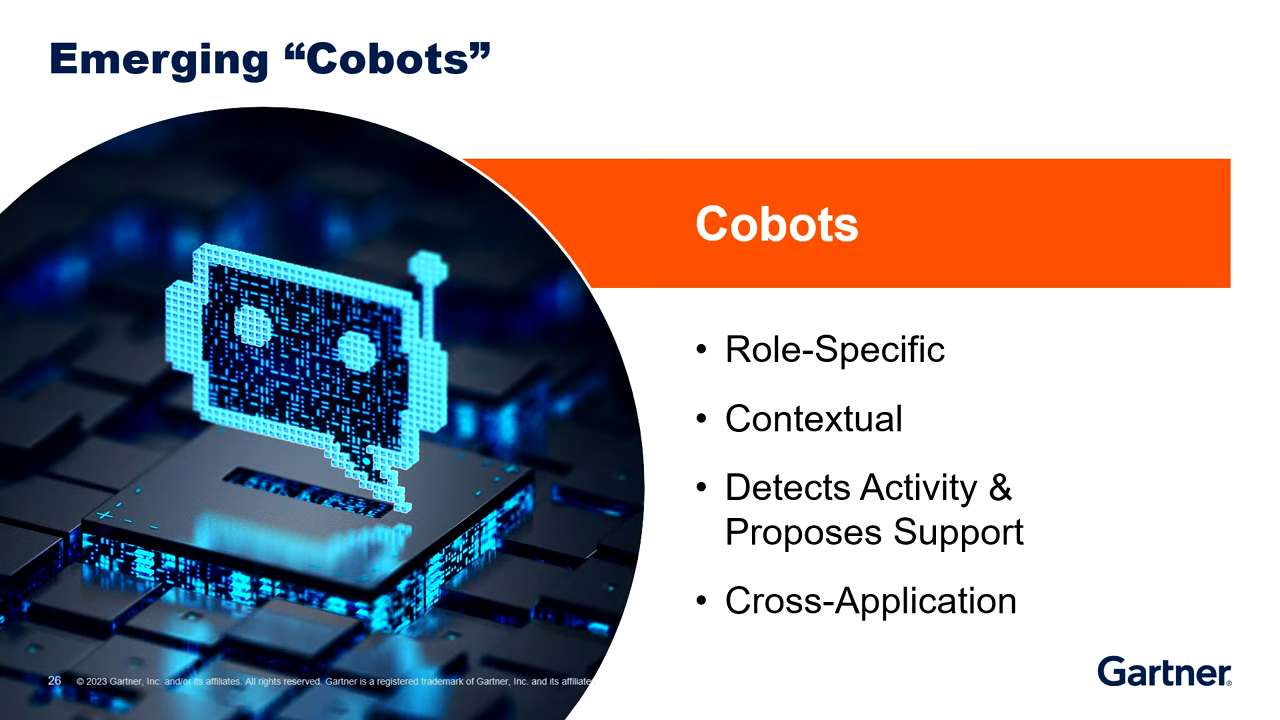 Emerging “Cobots”
Cobots
• Role-Specific
• Contextual
• Detects Activity &
Proposes Support
• Cross-Application
26 © 2023 Gartner, Inc. and/or its affiliates. All rights reserved. Gartner is a registered trademark of Gartner, Inc. and its affiliate
Gartner®